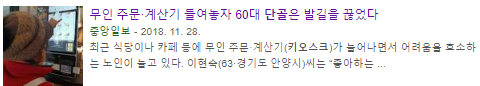 무인 주문·계산기 들여놓자 60대 단골은 발길을 끊었다
중앙일보 - 2018. 11. 28.
최근 식당이나 카페 등에 무인 주문·계산기(키오스크)가 늘어나면서 어려움을 호소하
는 노인이 늘고 있다. 이현숙(63·경기도 안양시)씨는 “좋아하는 ...